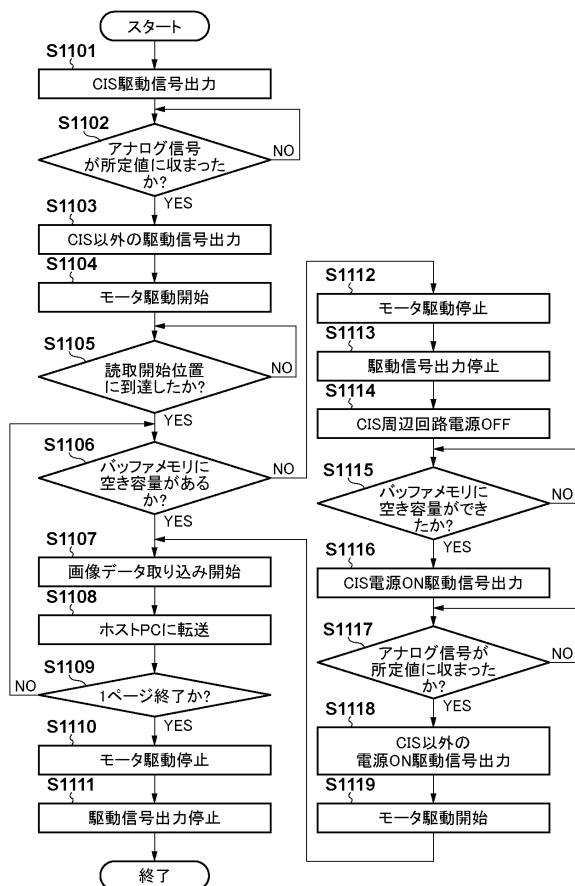 スタート
S1101
CIS駆動信号出力
S1102
アナログ信号
が所定値に収まった
か?
NO
YES
S1103
CIS以外の駆動信号出力
S1104
モータ駆動開始
S1105
読取開始位置
に到達したか?
NO
YES
S1106
バッファメモリに
空き容量がある
か?
NO
YES
S1107
画像データ取り込み開始
S1108
ホストPCに転送
S1109
1ページ終了か?
NO
YES
S1110
モータ駆動停止
S1111
駆動信号出力停止
終了
S1112
モータ駆動停止
S1113
駆動信号出力停止
S1114
CIS周辺回路電源OFF
S1115
バッファメモリに
空き容量ができ
たか?
NO
YES
S1116
CIS電源ON駆動信号出力
S1117
アナログ信号が
所定値に収まった
か?
NO
YES
S1118
CIS以外の
電源ON駆動信号出力
S1119
モータ駆動開始